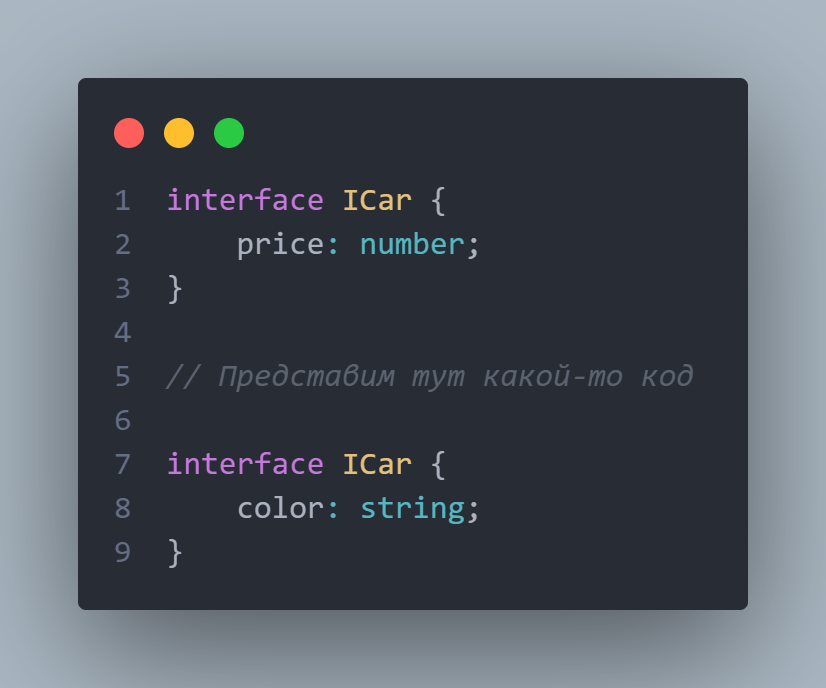 1 interface ICar {
2     price: number;
3 }
4
5 // Представим тут какой-то код
6
7 interface ICar {
8     color: string;
9 }